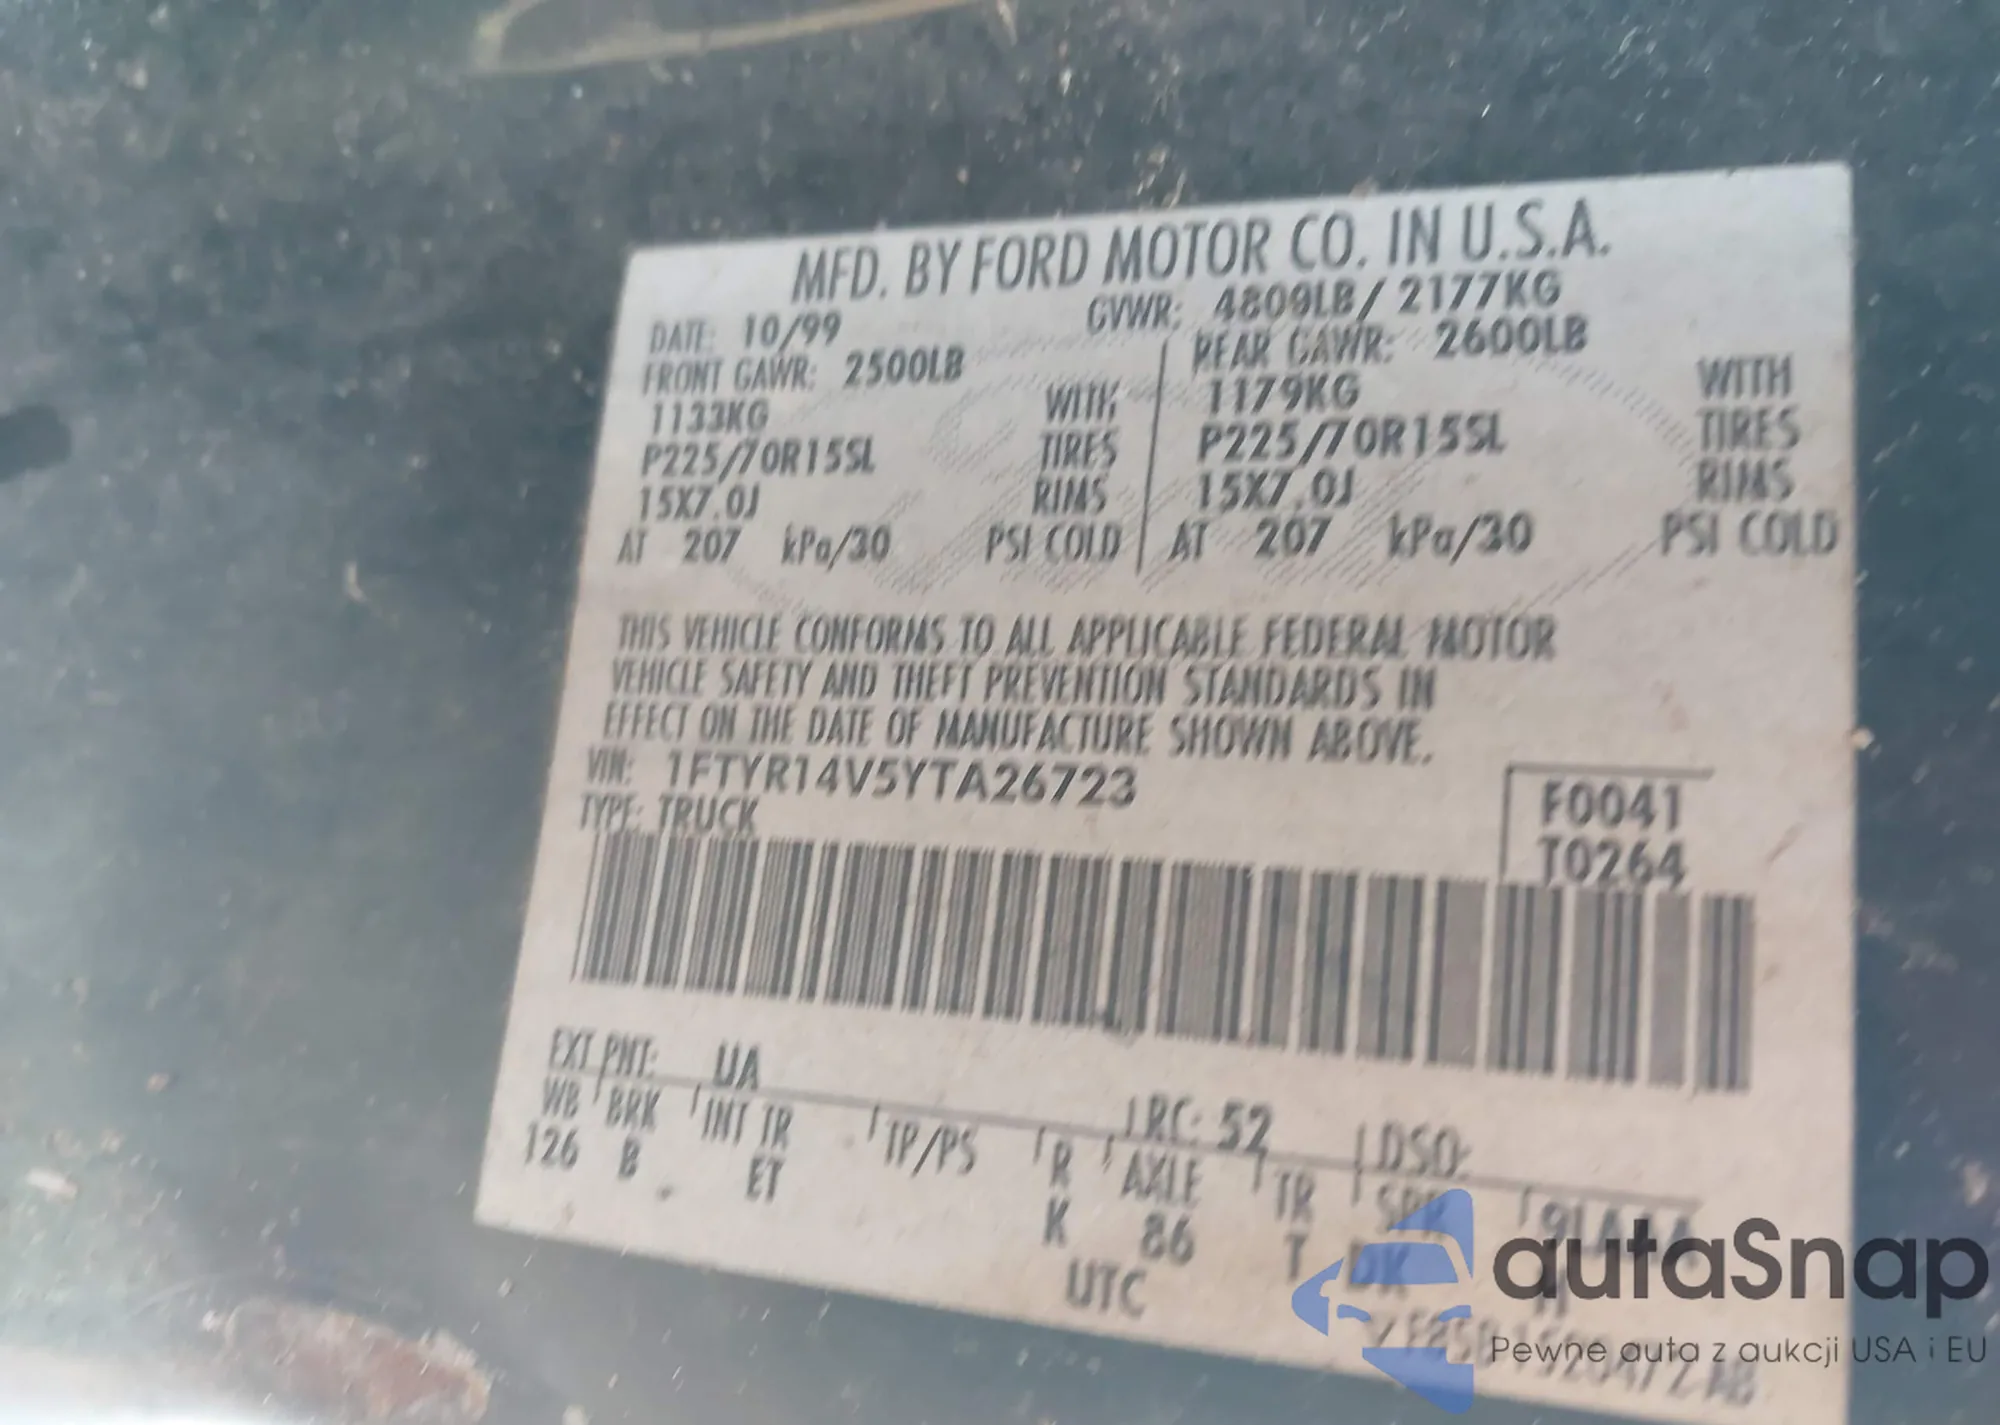 MFD. BY FORD MOTOR CO. IN U.S.A.
DATE: 10/99 GVWR: 4800LB/ 2177KG
FRONT GAWR: 2500LB REAR GAWR: 2600LB
1133KG WITH 1179KG WITH
P225/70R15SL TIRES P225/70R15SL TIRES
15X7.0J RIMS 15X7.0J RIMS
AT 207 kPa/30 PSI COLD AT 207 kPa/30 PSI COLD
THIS VEHICLE CONFORMS TO ALL APPLICABLE FEDERAL MOTOR
VEHICLE SAFETY AND THEFT PREVENTION STANDARDS IN
EFFECT ON THE DATE OF MANUFACTURE SHOWN ABOVE.
VIN: 1FTYR14V5YTA26723
TYPE: TRUCK
F0041
T0264
EXT PNT: UA RC: 52 DSO:
WB BRK INT TR TP/PS R AXLE TR SPR
126 B ET K 86 T DK
UTC
autaSnap
Pewne auta z aukcji USA i EU